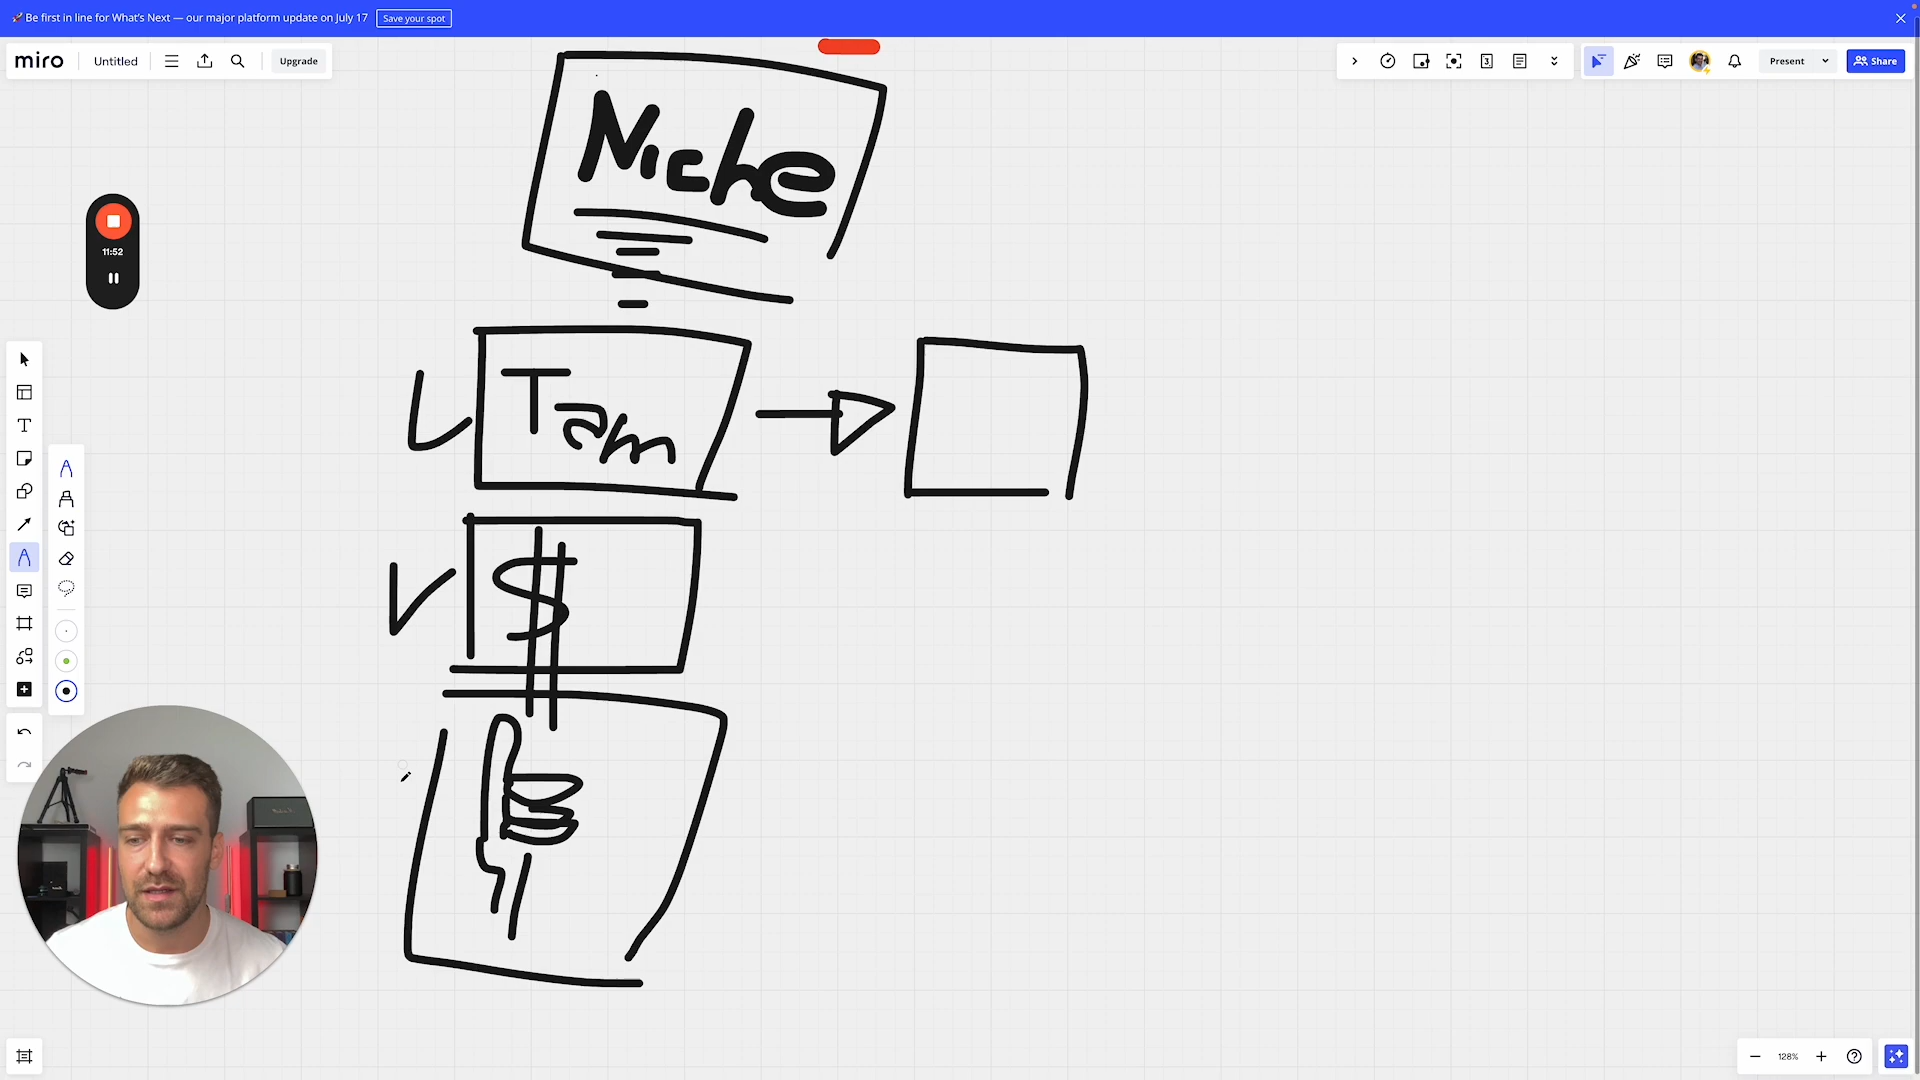 🚀 Be first in line for What's Next — our major platform update on July 17 Save your spot
miro Untitled Upgrade Present Share
Niche
11:52
Tam
$
128%